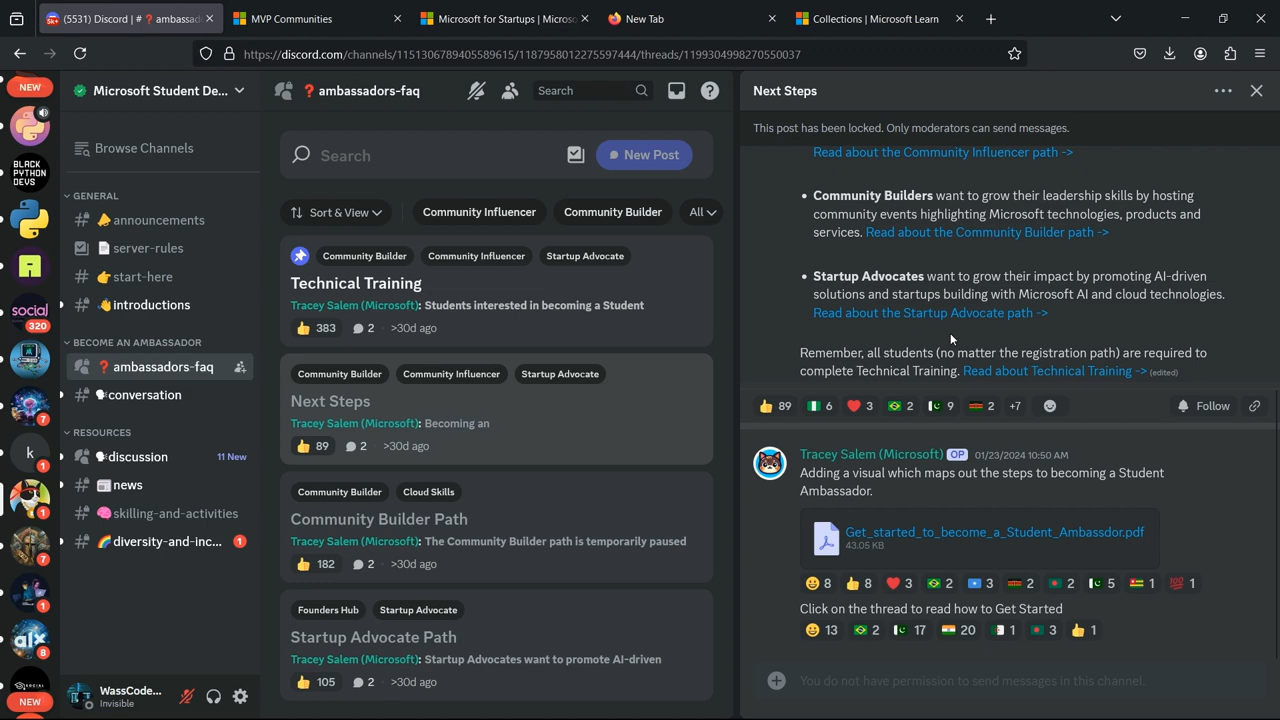 (5531) Discord | # ❓ ambassad
MVP Communities
Microsoft for Startups | Microso
New Tab
Collections | Microsoft Learn
https://discord.com/channels/1151306789405589615/1187958012275597444/threads/1199304998270550037
NEW
BLACK
PYTHON
DEVS
social
320
7
k
1
1
7
1
alx
8
SOCIAL
NEW
Microsoft Student De...
Browse Channels
GENERAL
announcements
server-rules
start-here
introductions
BECOME AN AMBASSADOR
ambassadors-faq
conversation
RESOURCES
discussion
11 New
news
skilling-and-activities
diversity-and-inc...
1
WassCode...
Invisible
ambassadors-faq
Search
Search
New Post
Sort & View
Community Influencer
Community Builder
All
Community Builder
Community Influencer
Startup Advocate
Technical Training
Tracey Salem (Microsoft): Students interested in becoming a Student
👍 383 2 · >30d ago
Community Builder
Community Influencer
Startup Advocate
Next Steps
Tracey Salem (Microsoft): Becoming an
👍 89 2 · >30d ago
Community Builder
Cloud Skills
Community Builder Path
Tracey Salem (Microsoft): The Community Builder path is temporarily paused
👍 182 2 · >30d ago
Founders Hub
Startup Advocate
Startup Advocate Path
Tracey Salem (Microsoft): Startup Advocates want to promote AI-driven
👍 105 2 · >30d ago
Next Steps
This post has been locked. Only moderators can send messages.
Read about the Community Influencer path ->
• Community Builders want to grow their leadership skills by hosting
community events highlighting Microsoft technologies, products and
services. Read about the Community Builder path ->
• Startup Advocates want to grow their impact by promoting AI-driven
solutions and startups building with Microsoft AI and cloud technologies.
Read about the Startup Advocate path ->
Remember, all students (no matter the registration path) are required to
complete Technical Training. Read about Technical Training -> (edited)
👍 89 🇳🇬 6 ❤️ 3 🇧🇷 2 🇵🇰 9 🇰🇪 2 +7
Follow
Tracey Salem (Microsoft) OP 01/23/2024 10:50 AM
Adding a visual which maps out the steps to becoming a Student
Ambassador.
Get_started_to_become_a_Student_Ambassdor.pdf
43.05 KB
😀 8 👍 8 ❤️ 3 🇧🇷 2 🇸🇴 3 🇰🇪 2 🇧🇩 2 🇵🇰 5 🇹🇬 1 💯 1
Click on the thread to read how to Get Started
😀 13 🇧🇷 2 🇵🇰 17 🇮🇳 20 🇩🇿 1 🇧🇩 3 👍 1
You do not have permission to send messages in this channel.